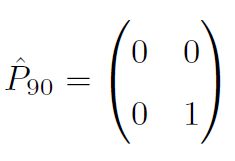 P̂₉₀ = ( 0 0
0 1 )